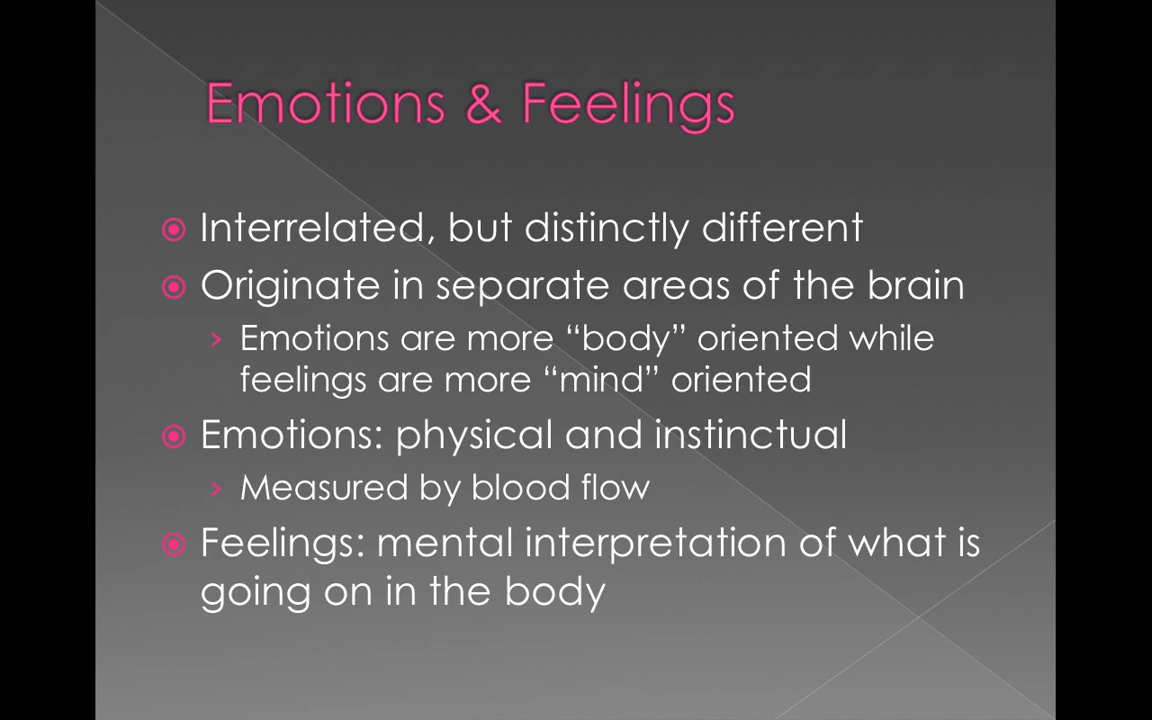 Emotions & Feelings
Interrelated, but distinctly different
Originate in separate areas of the brain
Emotions are more “body” oriented while
feelings are more “mind” oriented
Emotions: physical and instinctual
Measured by blood flow
Feelings: mental interpretation of what is
going on in the body